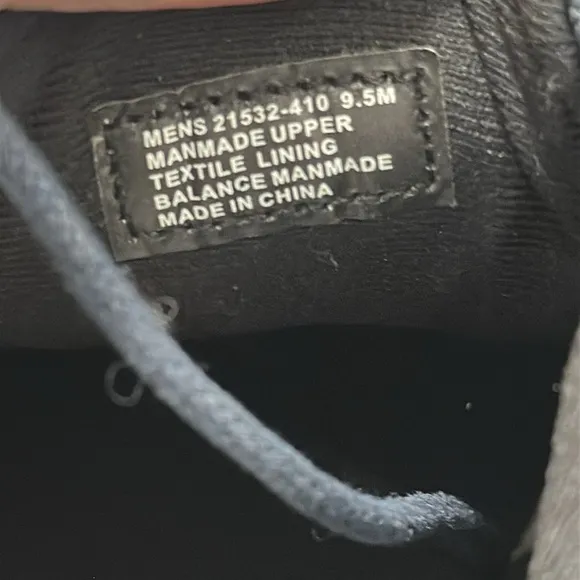 MENS 21532-410 9.5M
MANMADE UPPER
TEXTILE LINING
BALANCE MANMADE
MADE IN CHINA